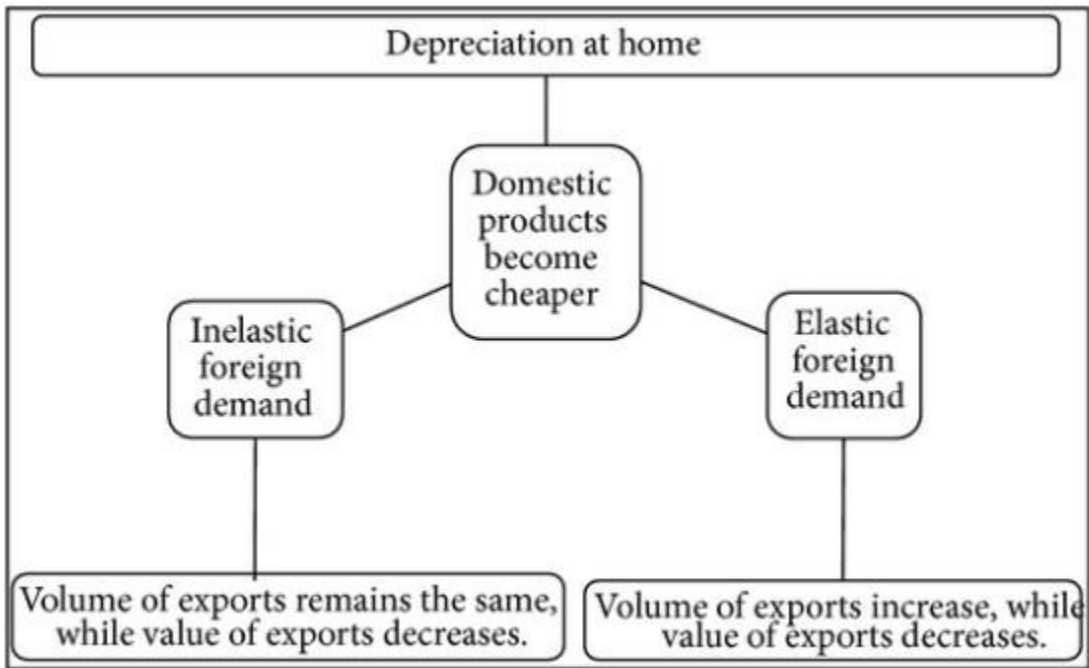 Depreciation at home
Domestic
products
become
cheaper
Inelastic
foreign
demand
Elastic
foreign
demand
Volume of exports remains the same,
while value of exports decreases.
Volume of exports increase, while
value of exports decreases.